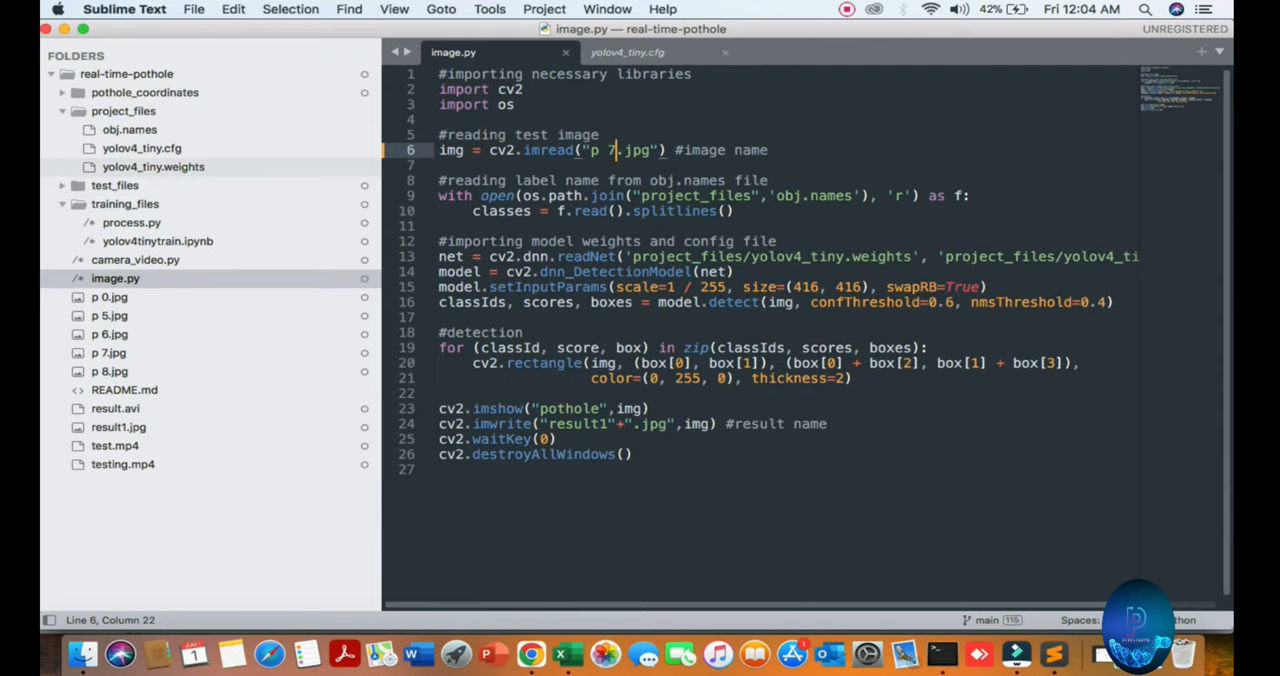 Sublime Text File Edit Selection Find View Goto Tools Project Window Help 42% Fri 12:04 AM
image.py — real-time-pothole UNREGISTERED
FOLDERS
real-time-pothole
pothole_coordinates
project_files
obj.names
yolov4_tiny.cfg
yolov4_tiny.weights
test_files
training_files
/* process.py
/* yolov4tinytrain.ipynb
/* camera_video.py
/* image.py
p 0.jpg
p 5.jpg
p 6.jpg
p 7.jpg
p 8.jpg
<> README.md
result.avi
result1.jpg
test.mp4
testing.mp4
image.py yolov4_tiny.cfg
1 #importing necessary libraries
2 import cv2
3 import os
4
5 #reading test image
6 img = cv2.imread("p 7.jpg") #image name
7
8 #reading label name from obj.names file
9 with open(os.path.join("project_files",'obj.names'), 'r') as f:
10 classes = f.read().splitlines()
11
12 #importing model weights and config file
13 net = cv2.dnn.readNet('project_files/yolov4_tiny.weights', 'project_files/yolov4_ti
14 model = cv2.dnn_DetectionModel(net)
15 model.setInputParams(scale=1 / 255, size=(416, 416), swapRB=True)
16 classIds, scores, boxes = model.detect(img, confThreshold=0.6, nmsThreshold=0.4)
17
18 #detection
19 for (classId, score, box) in zip(classIds, scores, boxes):
20 cv2.rectangle(img, (box[0], box[1]), (box[0] + box[2], box[1] + box[3]),
21 color=(0, 255, 0), thickness=2)
22
23 cv2.imshow("pothole",img)
24 cv2.imwrite("result1"+".jpg",img) #result name
25 cv2.waitKey(0)
26 cv2.destroyAllWindows()
27
Line 6, Column 22 main 115 Spaces: thon